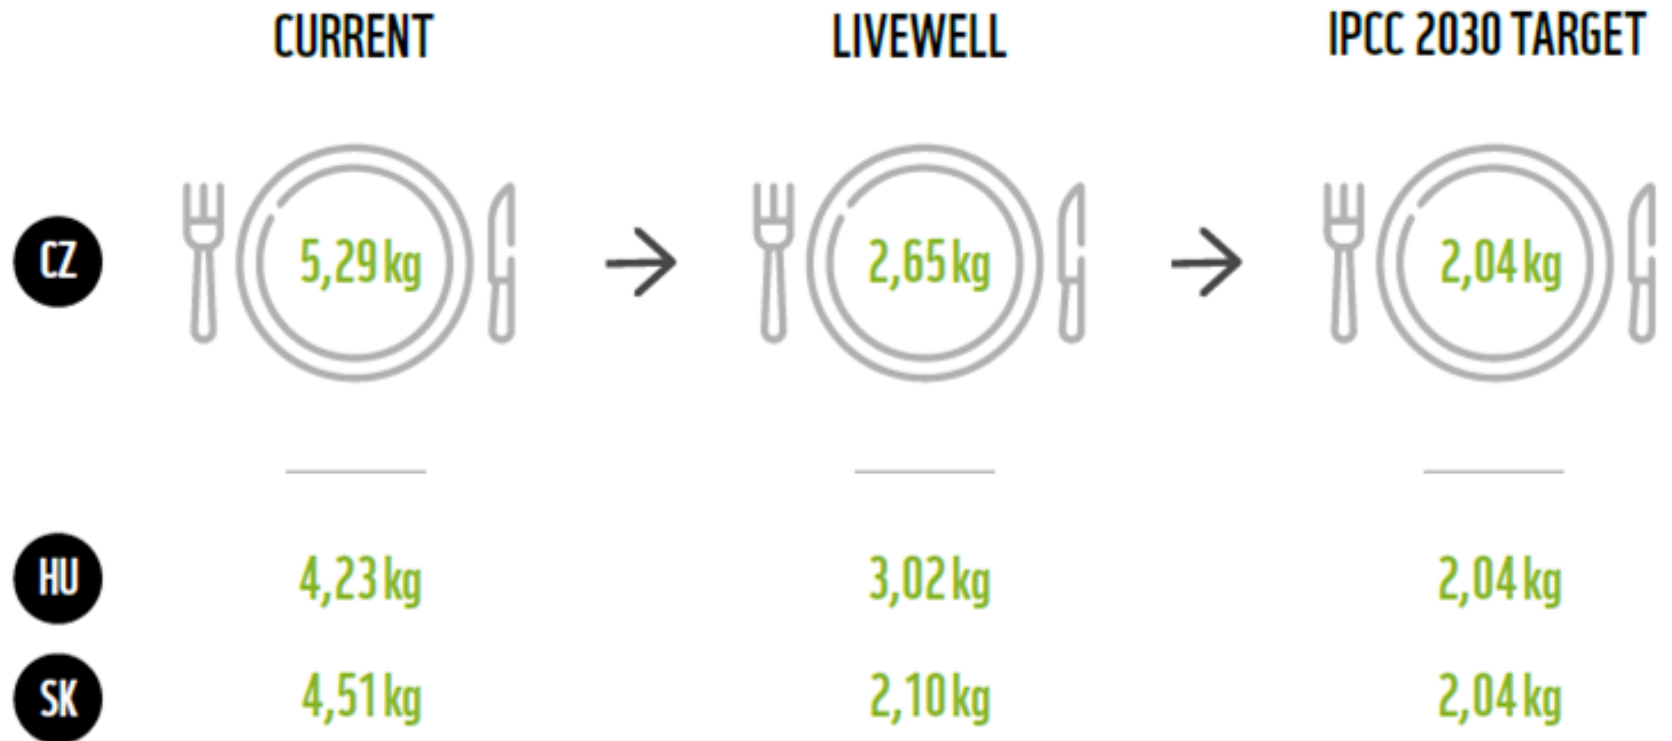 CURRENT LIVEWELL IPCC 2030 TARGET
CZ 5,29 kg 2,65 kg 2,04 kg
HU 4,23 kg 3,02 kg 2,04 kg
SK 4,51 kg 2,10 kg 2,04 kg